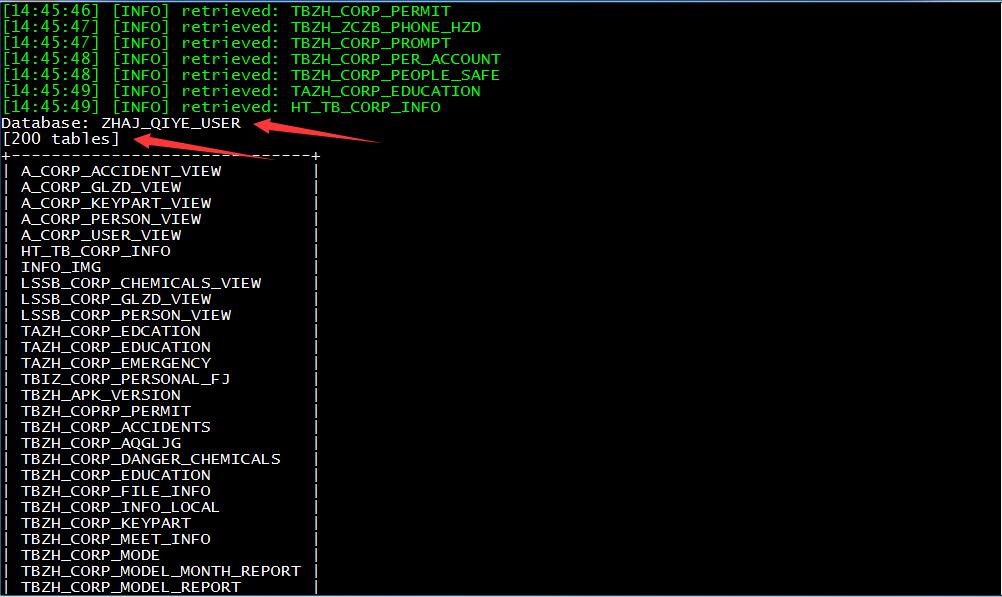 [14:45:46] [INFO] retrieved: TBZH_CORP_PERMIT
[14:45:47] [INFO] retrieved: TBZH_ZCZB_PHONE_HZD
[14:45:47] [INFO] retrieved: TBZH_CORP_PROMPT
[14:45:48] [INFO] retrieved: TBZH_CORP_PER_ACCOUNT
[14:45:48] [INFO] retrieved: TBZH_CORP_PEOPLE_SAFE
[14:45:49] [INFO] retrieved: TAZH_CORP_EDUCATION
[14:45:49] [INFO] retrieved: HT_TB_CORP_INFO
Database: ZHAJ_QIYE_USER
[200 tables]
+------------------------------+
| A_CORP_ACCIDENT_VIEW |
| A_CORP_GLZD_VIEW |
| A_CORP_KEYPART_VIEW |
| A_CORP_PERSON_VIEW |
| A_CORP_USER_VIEW |
| HT_TB_CORP_INFO |
| INFO_IMG |
| LSSB_CORP_CHEMICALS_VIEW |
| LSSB_CORP_GLZD_VIEW |
| LSSB_CORP_PERSON_VIEW |
| TAZH_CORP_EDCATION |
| TAZH_CORP_EDUCATION |
| TAZH_CORP_EMERGENCY |
| TBIZ_CORP_PERSONAL_FJ |
| TBZH_APK_VERSION |
| TBZH_COPRP_PERMIT |
| TBZH_CORP_ACCIDENTS |
| TBZH_CORP_AQGLJG |
| TBZH_CORP_DANGER_CHEMICALS |
| TBZH_CORP_EDUCATION |
| TBZH_CORP_FILE_INFO |
| TBZH_CORP_INFO_LOCAL |
| TBZH_CORP_KEYPART |
| TBZH_CORP_MEET_INFO |
| TBZH_CORP_MODE |
| TBZH_CORP_MODEL_MONTH_REPORT |
| TBZH_CORP_MODEL_REPORT |